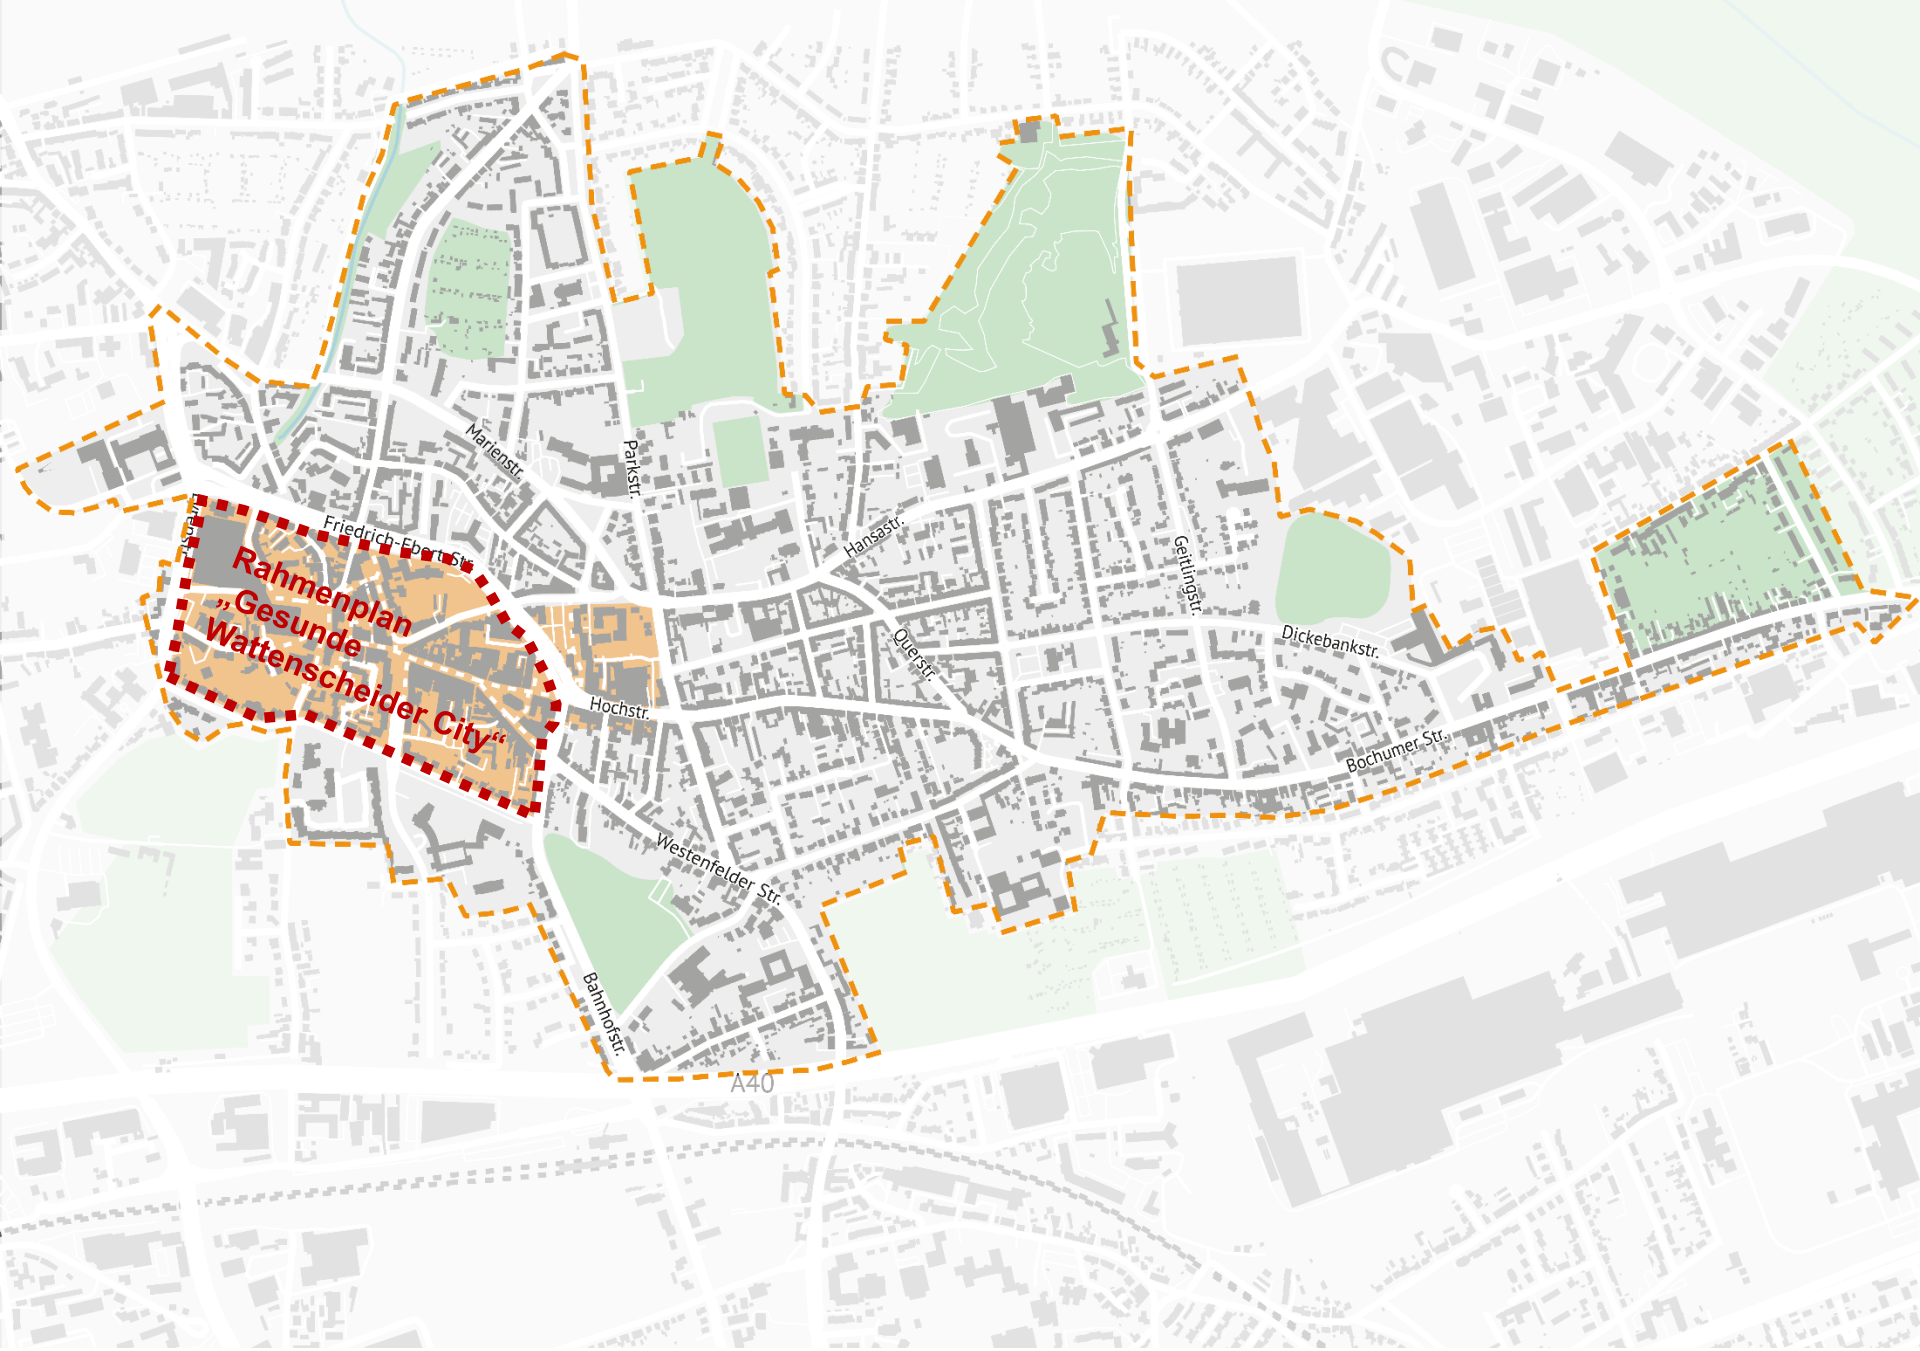 Marienstr.
Parkstr.
Friedrich-Ebert-Str.
Hansastr.
Geitlingstr.
Rahmenplan
„Gesunde
Wattenscheider City“
Querstr.
Dickebankstr.
Hochstr.
Bochumer Str.
Westenfelder Str.
Bahnhofstr.
A40